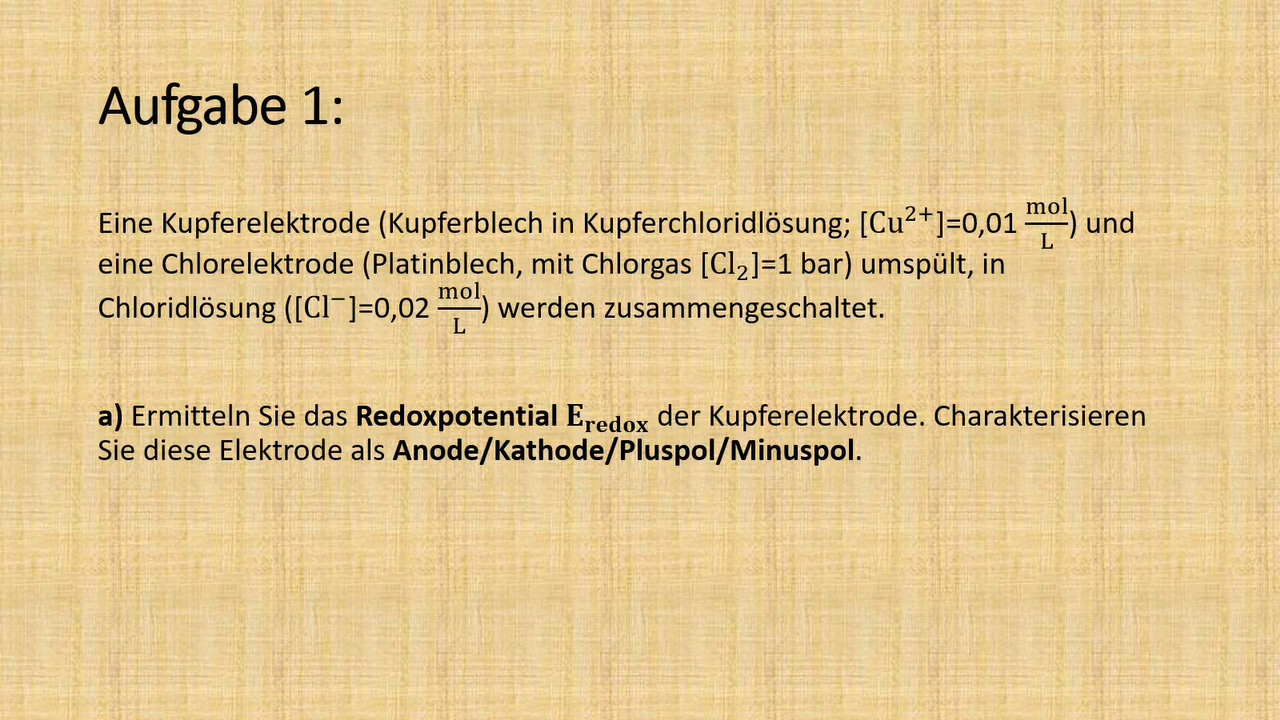 Aufgabe 1:
Eine Kupferelektrode (Kupferblech in Kupferchloridlösung; [Cu²⁺]=0,01 mol/L) und
eine Chlorelektrode (Platinblech, mit Chlorgas [Cl₂]=1 bar) umspült, in
Chloridlösung ([Cl⁻]=0,02 mol/L) werden zusammengeschaltet.
a) Ermitteln Sie das Redoxpotential E_redox der Kupferelektrode. Charakterisieren
Sie diese Elektrode als Anode/Kathode/Pluspol/Minuspol.